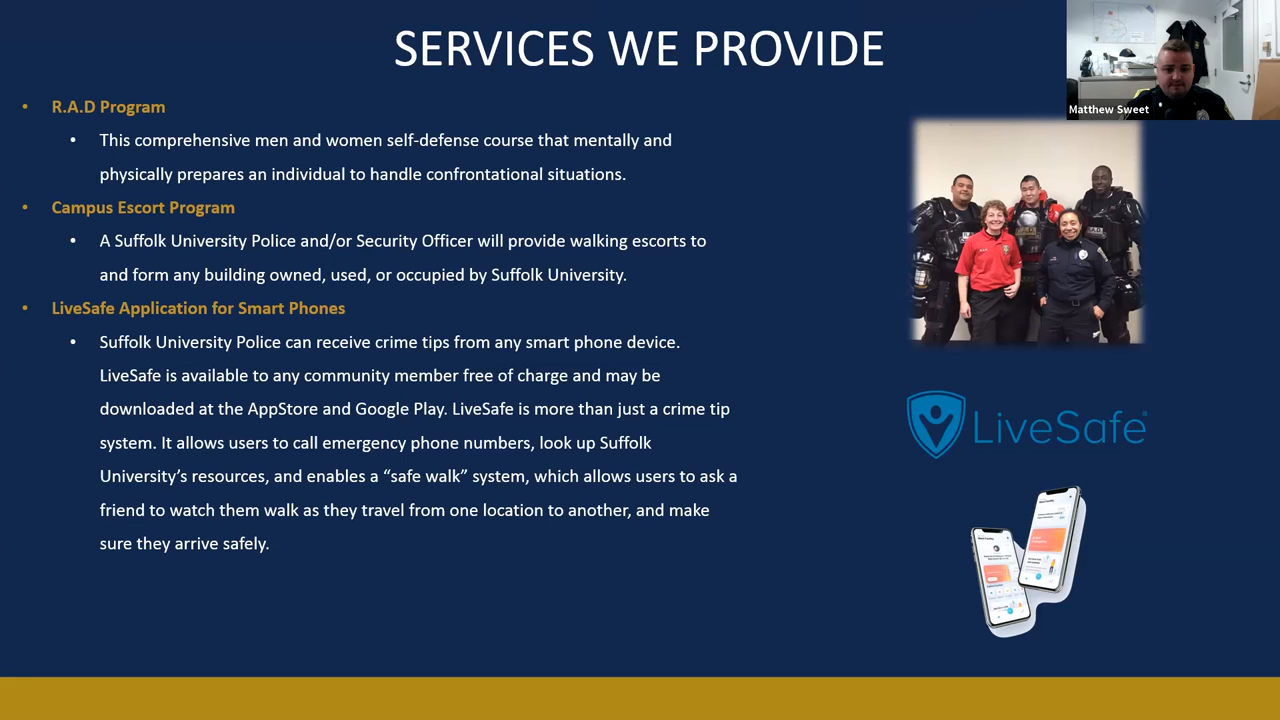 SERVICES WE PROVIDE
Matthew Sweet
• R.A.D Program
• This comprehensive men and women self-defense course that mentally and
physically prepares an individual to handle confrontational situations.
• Campus Escort Program
• A Suffolk University Police and/or Security Officer will provide walking escorts to
and form any building owned, used, or occupied by Suffolk University.
• LiveSafe Application for Smart Phones
• Suffolk University Police can receive crime tips from any smart phone device.
LiveSafe is available to any community member free of charge and may be
downloaded at the AppStore and Google Play. LiveSafe is more than just a crime tip
system. It allows users to call emergency phone numbers, look up Suffolk
University’s resources, and enables a “safe walk” system, which allows users to ask a
friend to watch them walk as they travel from one location to another, and make
sure they arrive safely.
LiveSafe®